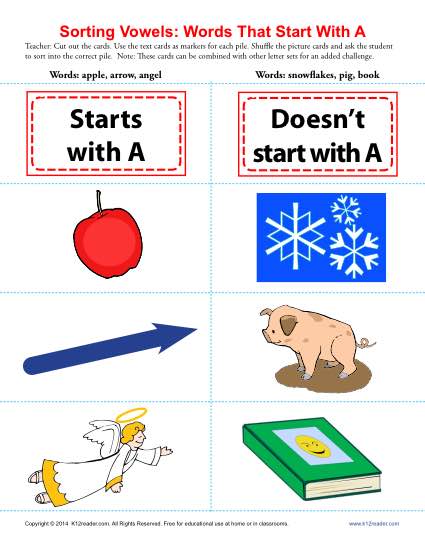 Sorting Vowels: Words That Start With A
Teacher: Cut out the cards. Use the text cards as markers for each pile. Shuffle the picture cards and ask the student
to sort into the correct pile. Note: These cards can be combined with other letter sets for an added challenge.
Words: apple, arrow, angel
Words: snowflakes, pig, book
Starts
with A
Doesn't
start with A
Copyright © 2014 K12reader.com. All Rights Reserved. Free for educational use at home or in classrooms.
www.k12reader.com